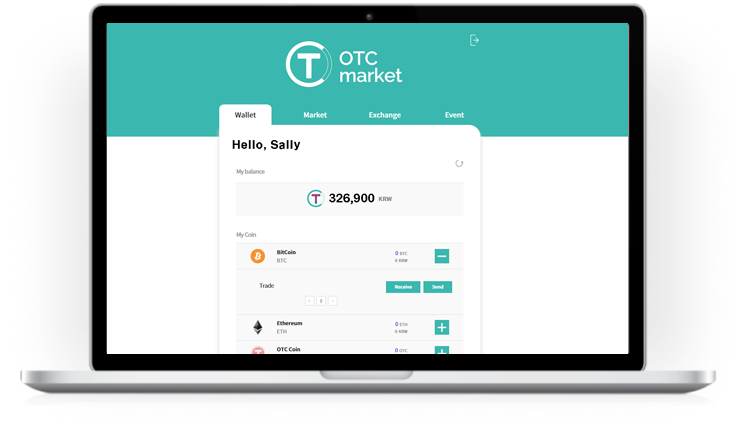 OTC
market
Wallet Market Exchange Event
Hello, Sally
My balance
326,900 KRW
My Coin
BitCoin
BTC
0 BTC
0 KRW
Trade
Receive Send
Ethereum
ETH
0 ETH
0 KRW
OTC Coin
0 OTC